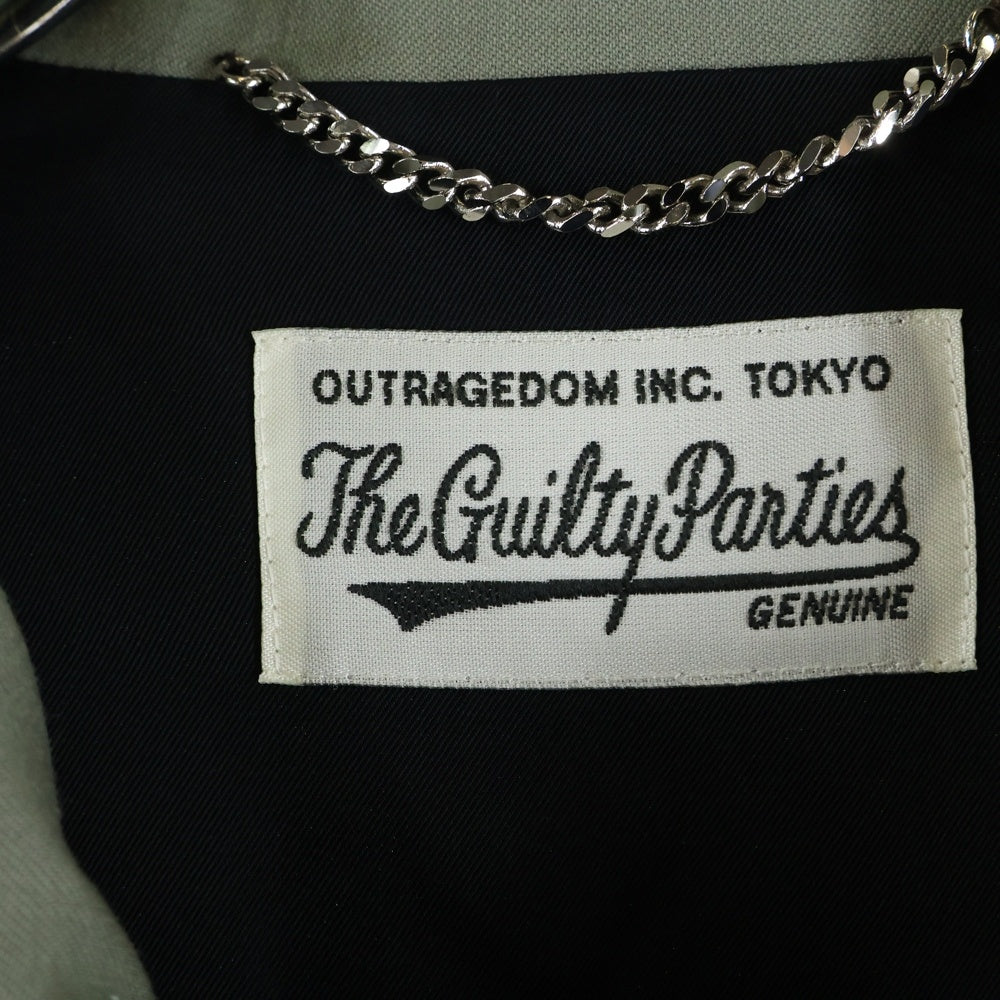 OUTRAGEDOM INC. TOKYO
The Guilty Parties
GENUINE